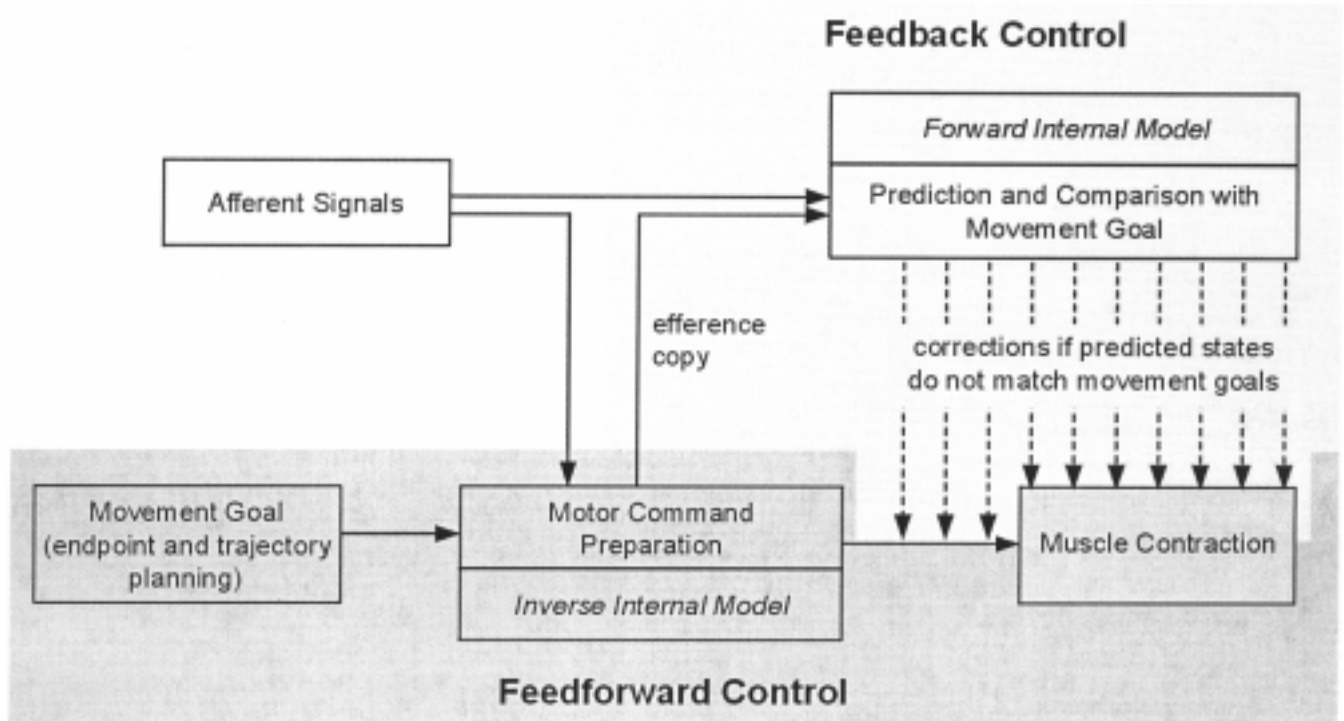 Feedback Control
Forward Internal Model
Afferent Signals
Prediction and Comparison with
Movement Goal
efference
copy
corrections if predicted states
do not match movement goals
Movement Goal
(endpoint and trajectory
planning)
Motor Command
Preparation
Inverse Internal Model
Muscle Contraction
Feedforward Control